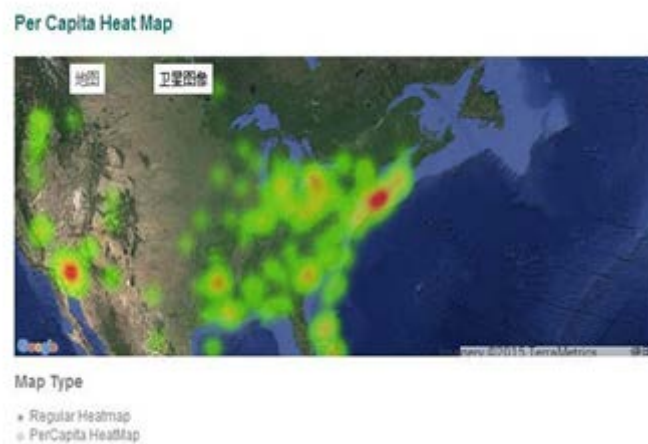 Per Capita Heat Map
地图
卫星图像
Google
©2015 TerraMetrics
Map Type
Regular Heatmap
PerCapita HeatMap